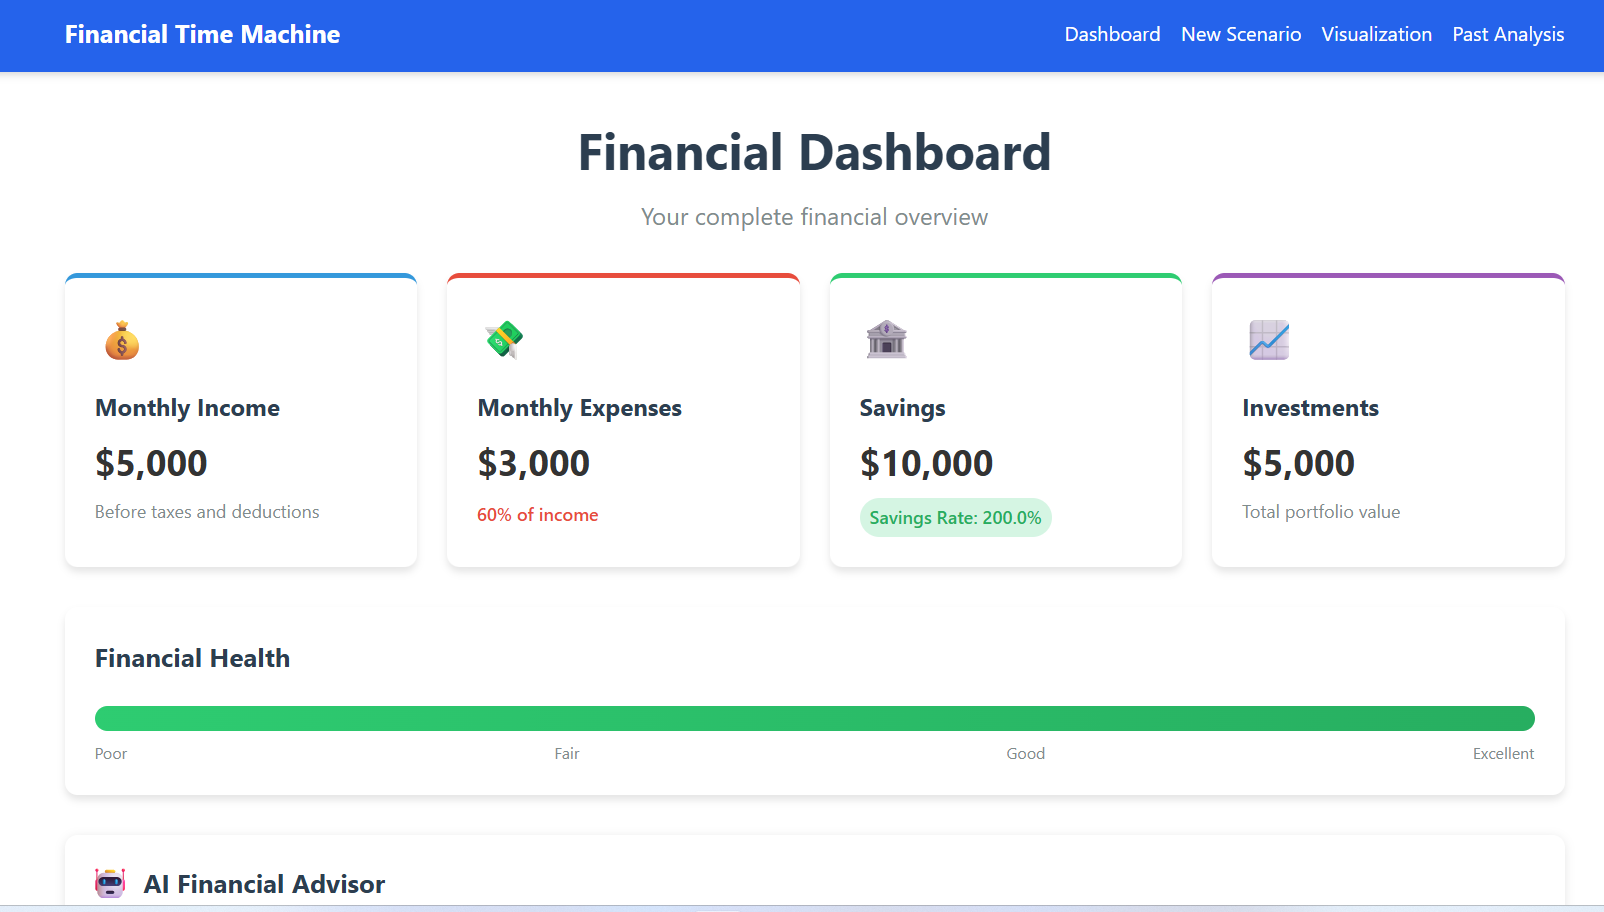 Financial Time Machine
Dashboard New Scenario Visualization Past Analysis
Financial Dashboard
Your complete financial overview
Monthly Income
$5,000
Before taxes and deductions
Monthly Expenses
$3,000
60% of income
Savings
$10,000
Savings Rate: 200.0%
Investments
$5,000
Total portfolio value
Financial Health
Poor Fair Good Excellent
AI Financial Advisor